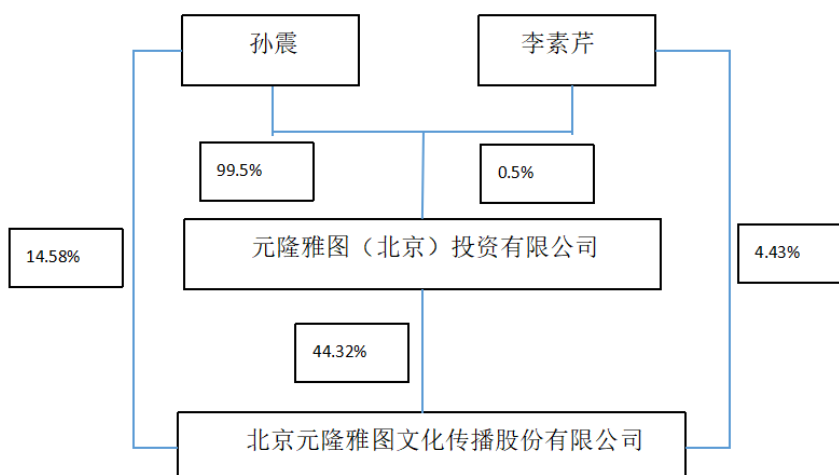 孙震
李素芹
99.5%
0.5%
元隆雅图（北京）投资有限公司
14.58%
4.43%
44.32%
北京元隆雅图文化传播股份有限公司